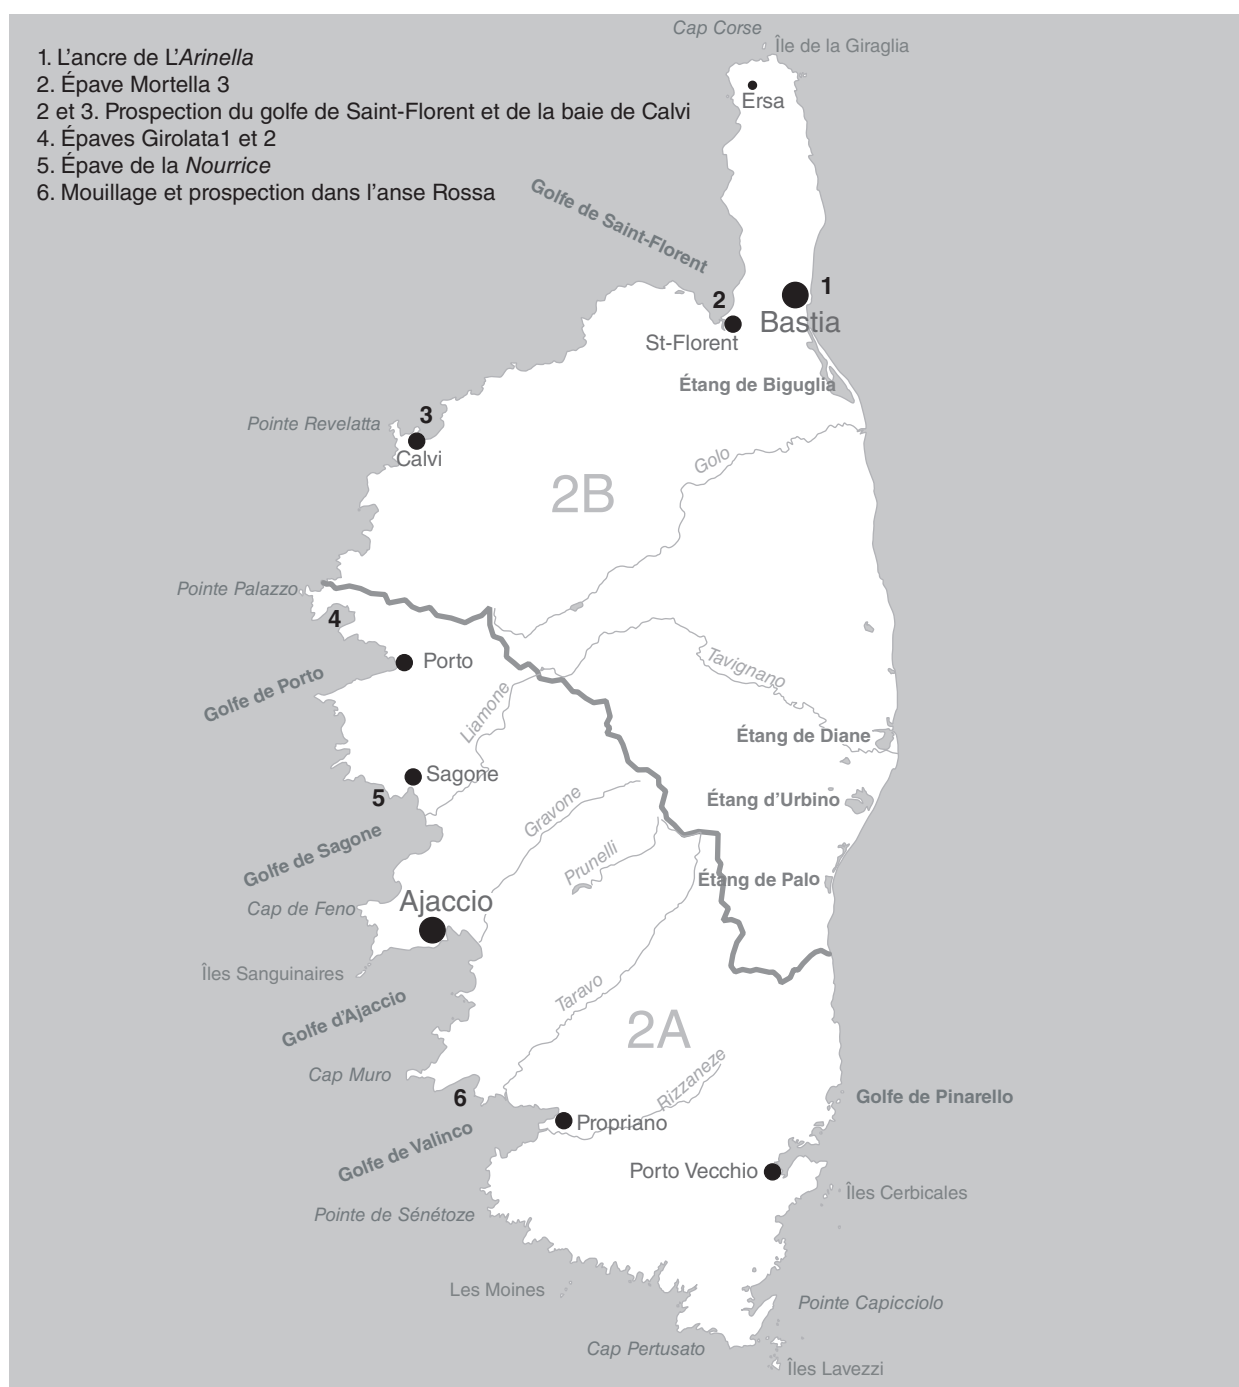 Cap Corse
Île de la Giraglia
1. L’ancre de L’Arinella
2. Épave Mortella 3
2 et 3. Prospection du golfe de Saint-Florent et de la baie de Calvi
4. Épaves Girolata1 et 2
5. Épave de la Nourrice
6. Mouillage et prospection dans l’anse Rossa
Ersa
Golfe de Saint-Florent
1
2
Bastia
St-Florent
Étang de Biguglia
3
Pointe Revelatta
Calvi
Golo
2B
Pointe Palazzo
4
Porto
Tavignano
Golfe de Porto
Liamone
Étang de Diane
Sagone
5
Étang d’Urbino
Gravone
Golfe de Sagone
Prunelli
Étang de Palo
Cap de Feno
Ajaccio
Îles Sanguinaires
Taravo
Golfe d’Ajaccio
2A
Cap Muro
Rizzaneze
6
Golfe de Pinarello
Propriano
Golfe de Valinco
Porto Vecchio
Îles Cerbicales
Pointe de Sénétoze
Les Moines
Pointe Capicciolo
Cap Pertusato
Îles Lavezzi